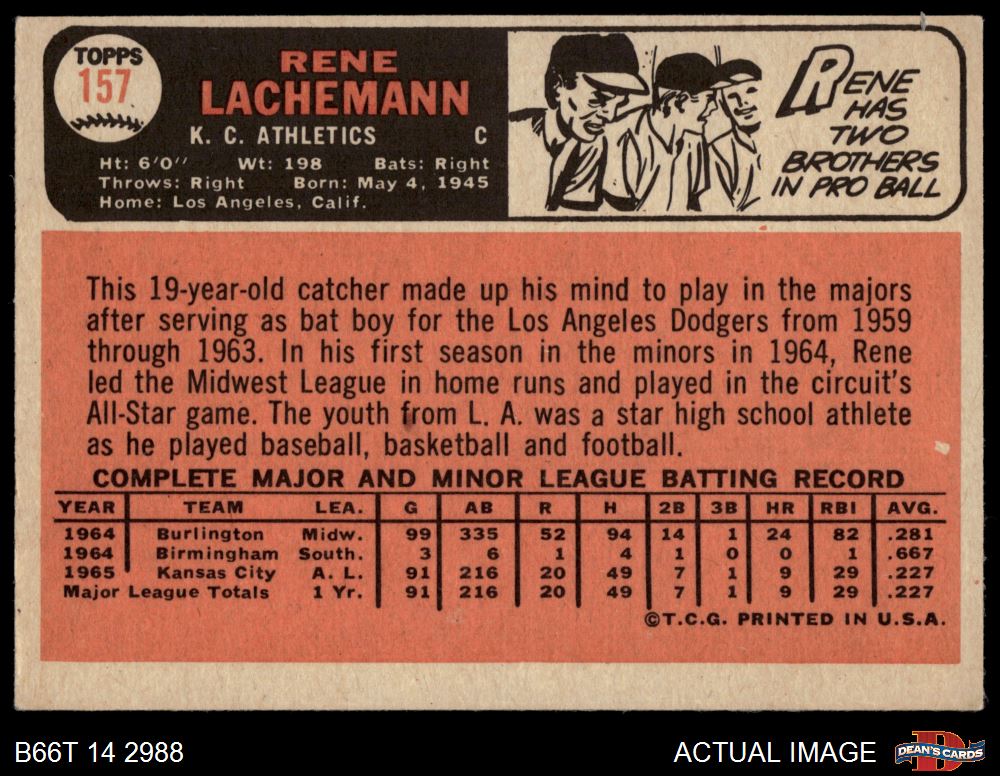 TOPPS
157
RENE
LACHEMANN
K. C. ATHLETICS C
Ht: 6'0" Wt: 198 Bats: Right
Throws: Right Born: May 4, 1945
Home: Los Angeles, Calif.
RENE
HAS
TWO
BROTHERS
IN PRO BALL
This 19-year-old catcher made up his mind to play in the majors
after serving as bat boy for the Los Angeles Dodgers from 1959
through 1963. In his first season in the minors in 1964, Rene
led the Midwest League in home runs and played in the circuit's
All-Star game. The youth from L. A. was a star high school athlete
as he played baseball, basketball and football.
COMPLETE MAJOR AND MINOR LEAGUE BATTING RECORD
YEAR TEAM LEA. G AB R H 2B 3B HR RBI AVG.
1964 Burlington Midw. 99 335 52 94 14 1 24 82 .281
1964 Birmingham South. 3 6 1 4 1 0 0 1 .667
1965 Kansas City A. L. 91 216 20 49 7 1 9 29 .227
Major League Totals 1 Yr. 91 216 20 49 7 1 9 29 .227
©T.C.G. PRINTED IN U.S.A.
B66T 14 2988
ACTUAL IMAGE
DEAN'S CARDS